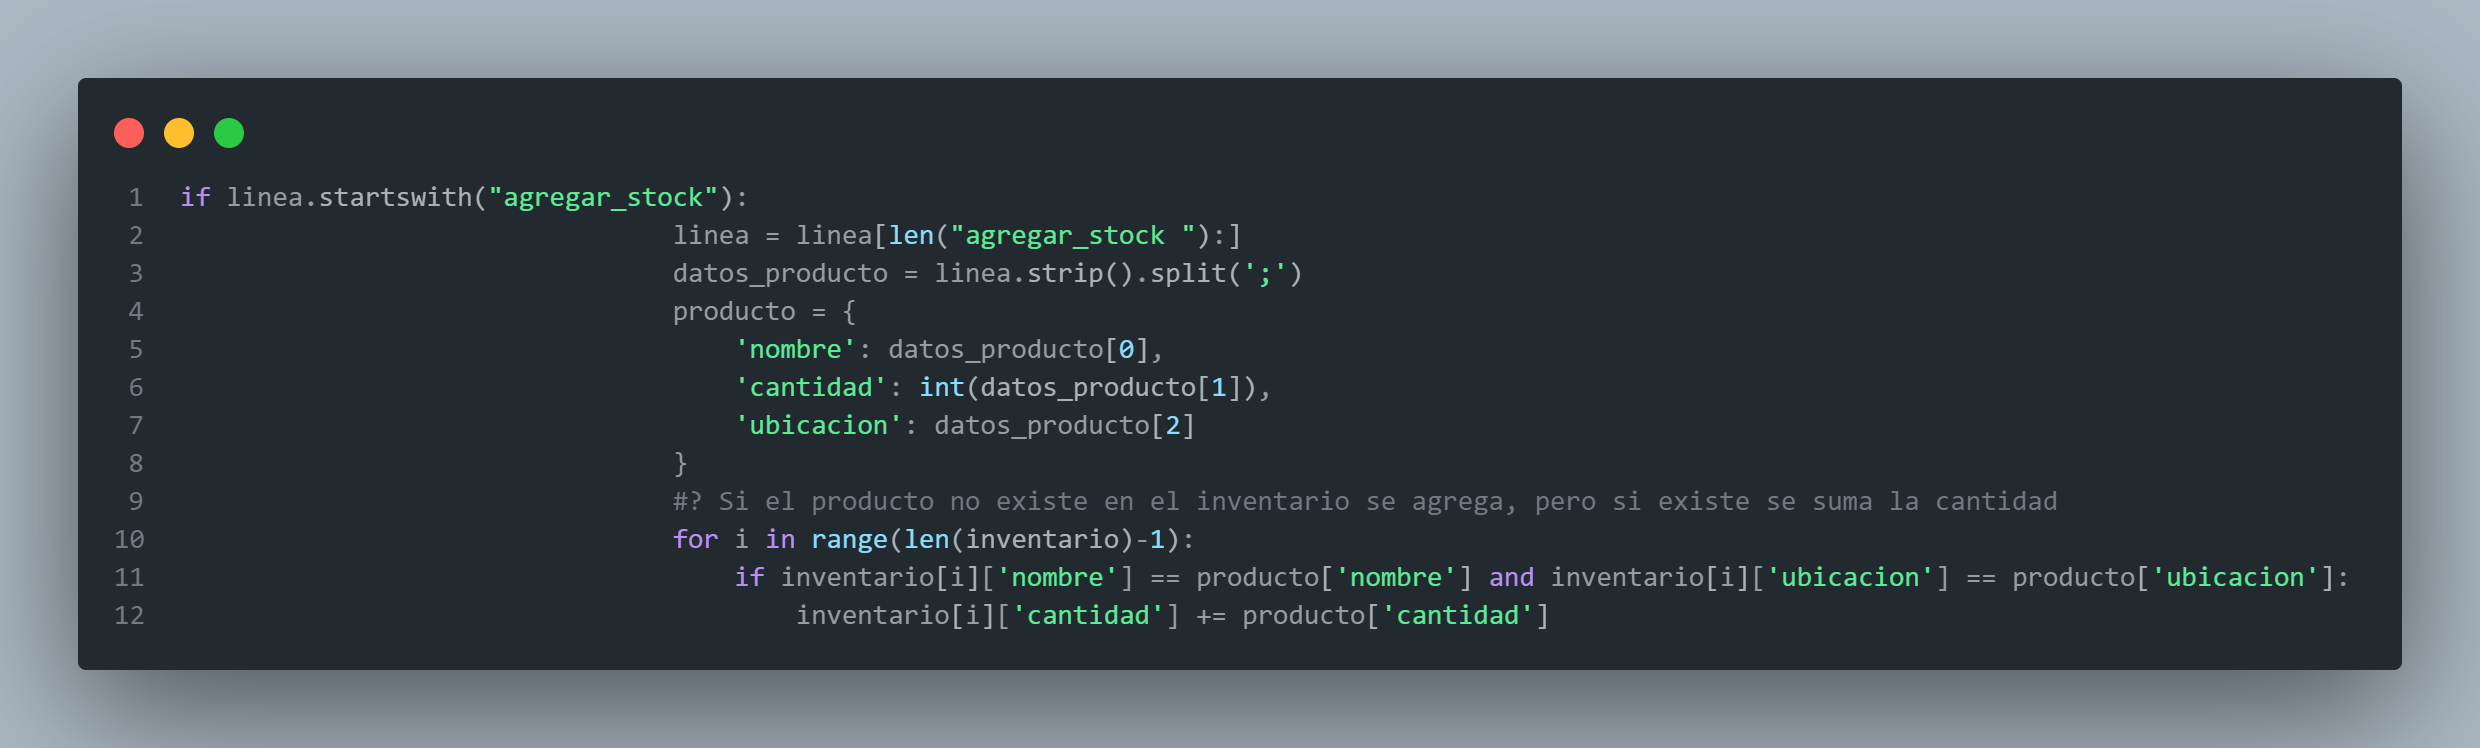 1 if linea.startswith("agregar_stock"):
2 linea = linea[len("agregar_stock "):]
3 datos_producto = linea.strip().split(';')
4 producto = {
5 'nombre': datos_producto[0],
6 'cantidad': int(datos_producto[1]),
7 'ubicacion': datos_producto[2]
8 }
9 #? Si el producto no existe en el inventario se agrega, pero si existe se suma la cantidad
10 for i in range(len(inventario)-1):
11 if inventario[i]['nombre'] == producto['nombre'] and inventario[i]['ubicacion'] == producto['ubicacion']:
12 inventario[i]['cantidad'] += producto['cantidad']